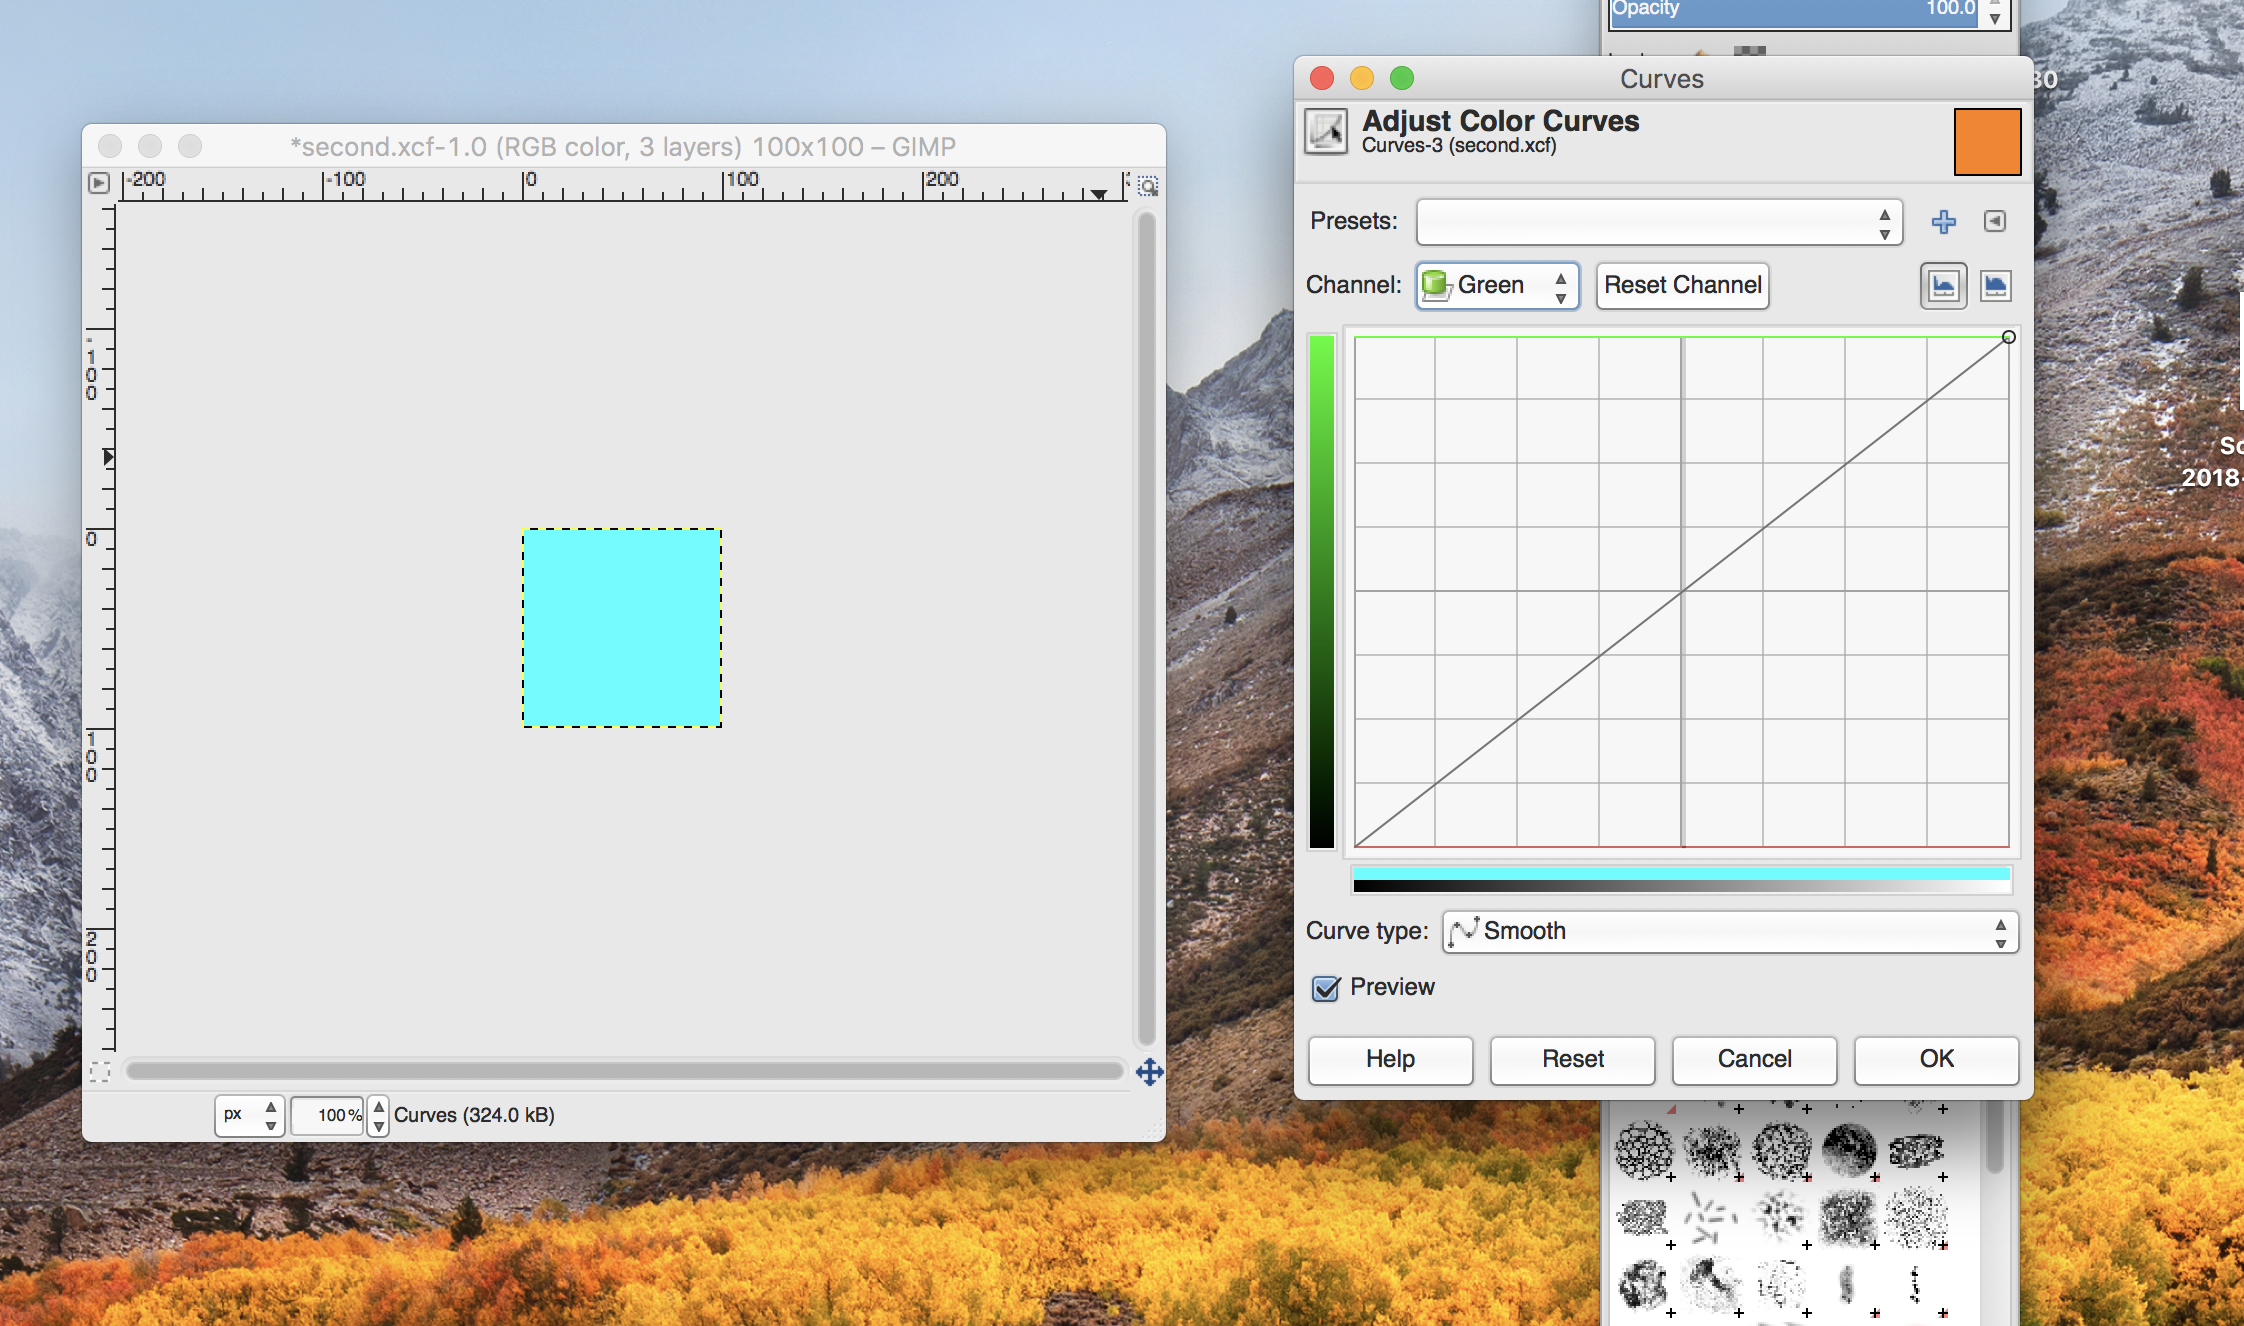 Opacity 100.0
Curves
30
Adjust Color Curves
Curves-3 (second.xcf)
*second.xcf-1.0 (RGB color, 3 layers) 100x100 – GIMP
-200 -100 0 100 200
-100
0
100
200
Presets:
Channel: Green Reset Channel
2018-
Curve type: Smooth
Preview
Help Reset Cancel OK
px 100% Curves (324.0 kB)